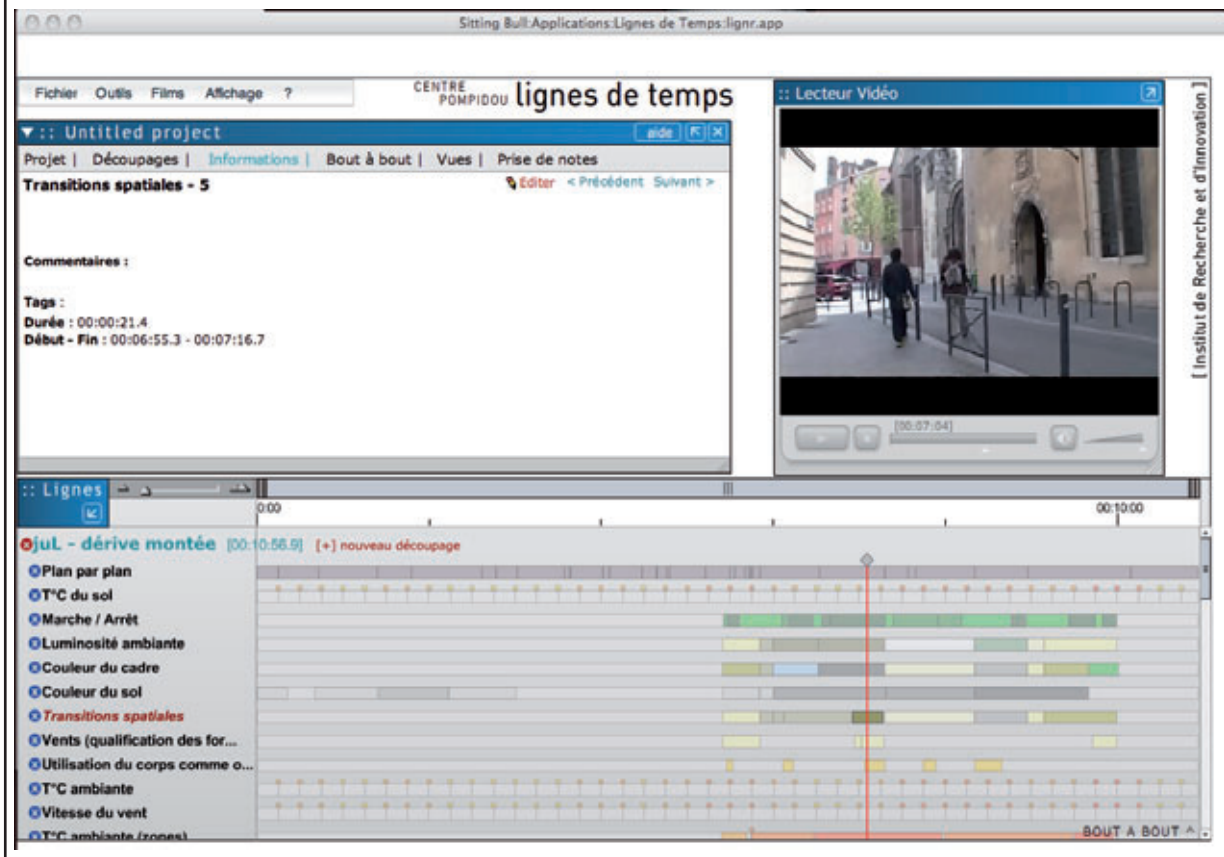 Sitting Bull:Applications:Lignes de Temps:lignr.app
Fichier Outils Films Affichage ?
CENTRE POMPIDOU lignes de temps
:: Lecteur Vidéo
[ Institut de Recherche et d'Innovation ]
:: Untitled project aide
Projet | Découpages | Informations | Bout à bout | Vues | Prise de notes
Transitions spatiales - 5 Editer < Précédent Suivant >
Commentaires :
Tags :
Durée : 00:00:21.4
Début - Fin : 00:06:55.3 - 00:07:16.7
[00:07:04]
:: Lignes
0:00 00:10:00
juL - dérive montée [00:10:56.9] [+] nouveau découpage
Plan par plan
T°C du sol
Marche / Arrêt
Luminosité ambiante
Couleur du cadre
Couleur du sol
Transitions spatiales
Vents (qualification des for...
Utilisation du corps comme o...
T°C ambiante
Vitesse du vent
T°C ambiante (zones)
BOUT A BOUT ^